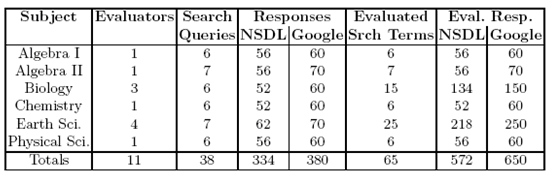 Subject Evaluators Search Responses Evaluated Eval. Resp.
Queries NSDL Google Srch Terms NSDL Google
Algebra I 1 6 56 60 6 56 60
Algebra II 1 7 56 70 7 56 70
Biology 3 6 52 60 15 134 150
Chemistry 1 6 52 60 6 52 60
Earth Sci. 4 7 62 70 25 218 250
Physical Sci. 1 6 56 60 6 56 60
Totals 11 38 334 380 65 572 650